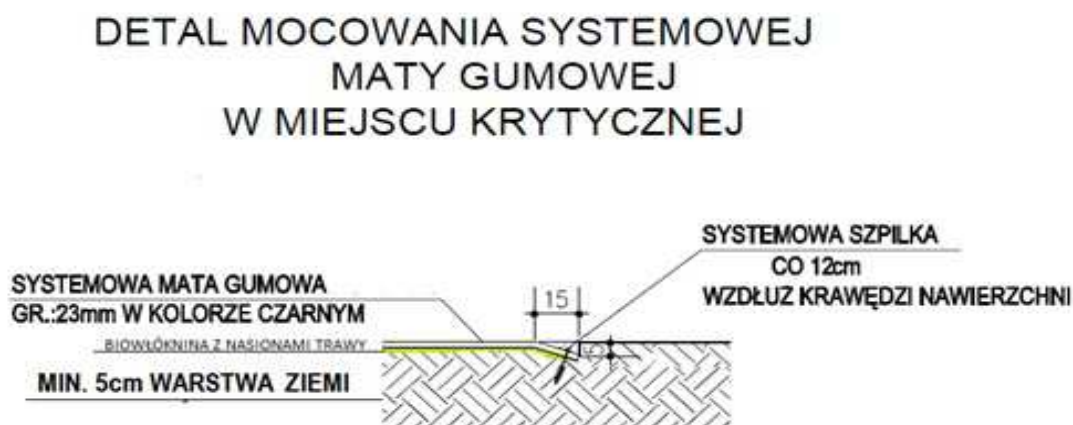 DETAL MOCOWANIA SYSTEMOWEJ
MATY GUMOWEJ
W MIEJSCU KRYTYCZNEJ
SYSTEMOWA SZPILKA
CO 12cm
WZDŁUZ KRAWĘDZI NAWIERZCHNI
SYSTEMOWA MATA GUMOWA
GR.:23mm W KOLORZE CZARNYM
BIOWŁÓKNINA Z NASIONAMI TRAWY
MIN. 5cm WARSTWA ZIEMI
15